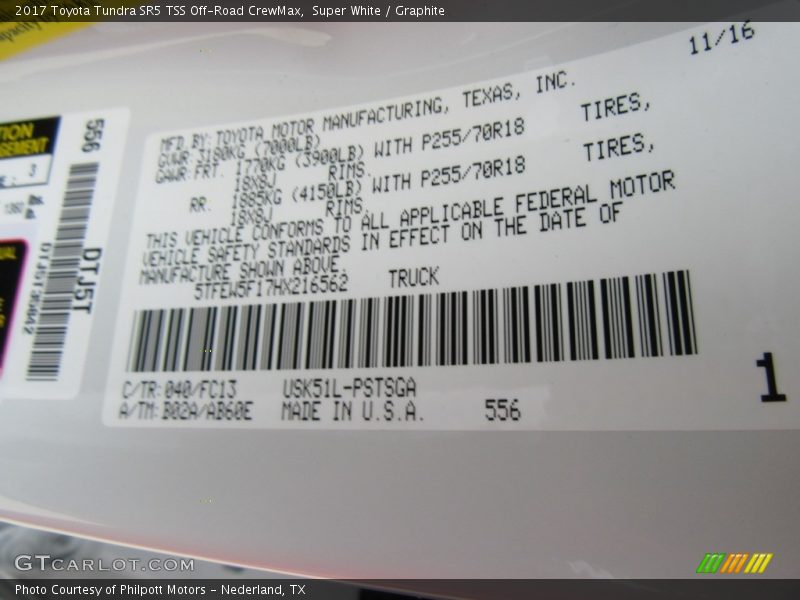 2017 Toyota Tundra SR5 TSS Off-Road CrewMax, Super White / Graphite
11/16
MFD. BY: TOYOTA MOTOR MANUFACTURING, TEXAS, INC.
GVWR: 3180KG (7000LB)
GAWR: FRT. 1770KG (3900LB) WITH P255/70R18 TIRES,
18X8J RIMS,
RR. 1885KG (4150LB) WITH P255/70R18 TIRES,
18X8J RIMS,
THIS VEHICLE CONFORMS TO ALL APPLICABLE FEDERAL MOTOR
VEHICLE SAFETY STANDARDS IN EFFECT ON THE DATE OF
MANUFACTURE SHOWN ABOVE.
5TFEW5F17HX216562 TRUCK
C/TR: 040/FC13 USK51L-PSTSGA
A/TM: B02A/AB60E MADE IN U.S.A. 556
1
556
DTJ5T
3
GTCARLOT.COM
Photo Courtesy of Philpott Motors - Nederland, TX